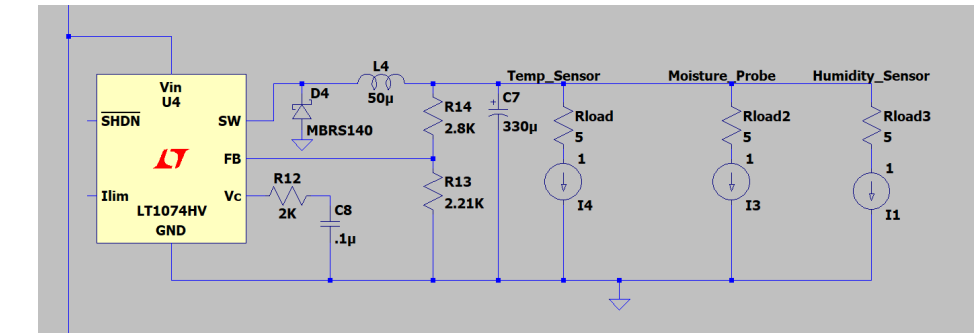 Vin
U4
SHDN
SW
FB
Ilim
Vc
LT1074HV
GND
D4
MBRS140
L4
50µ
R14
2.8K
+
C7
330µ
R13
2.21K
R12
2K
C8
.1µ
Temp_Sensor
Rload
5
1
I4
Moisture_Probe
Rload2
5
1
I3
Humidity_Sensor
Rload3
5
1
I1